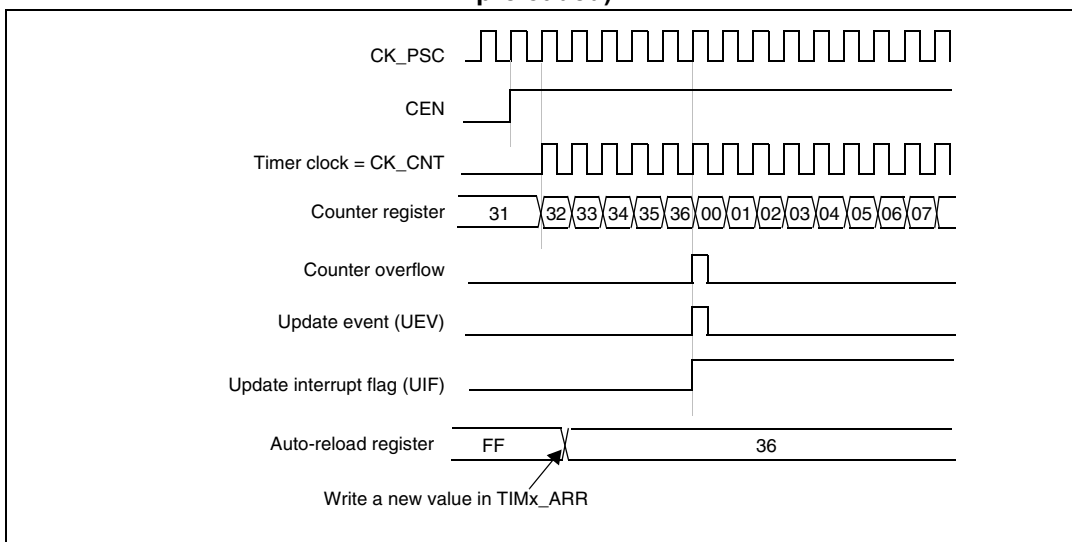 preloaded)
CK_PSC
CEN
Timer clock = CK_CNT
Counter register 31 32 33 34 35 36 00 01 02 03 04 05 06 07
Counter overflow
Update event (UEV)
Update interrupt flag (UIF)
Auto-reload register FF 36
Write a new value in TIMx_ARR